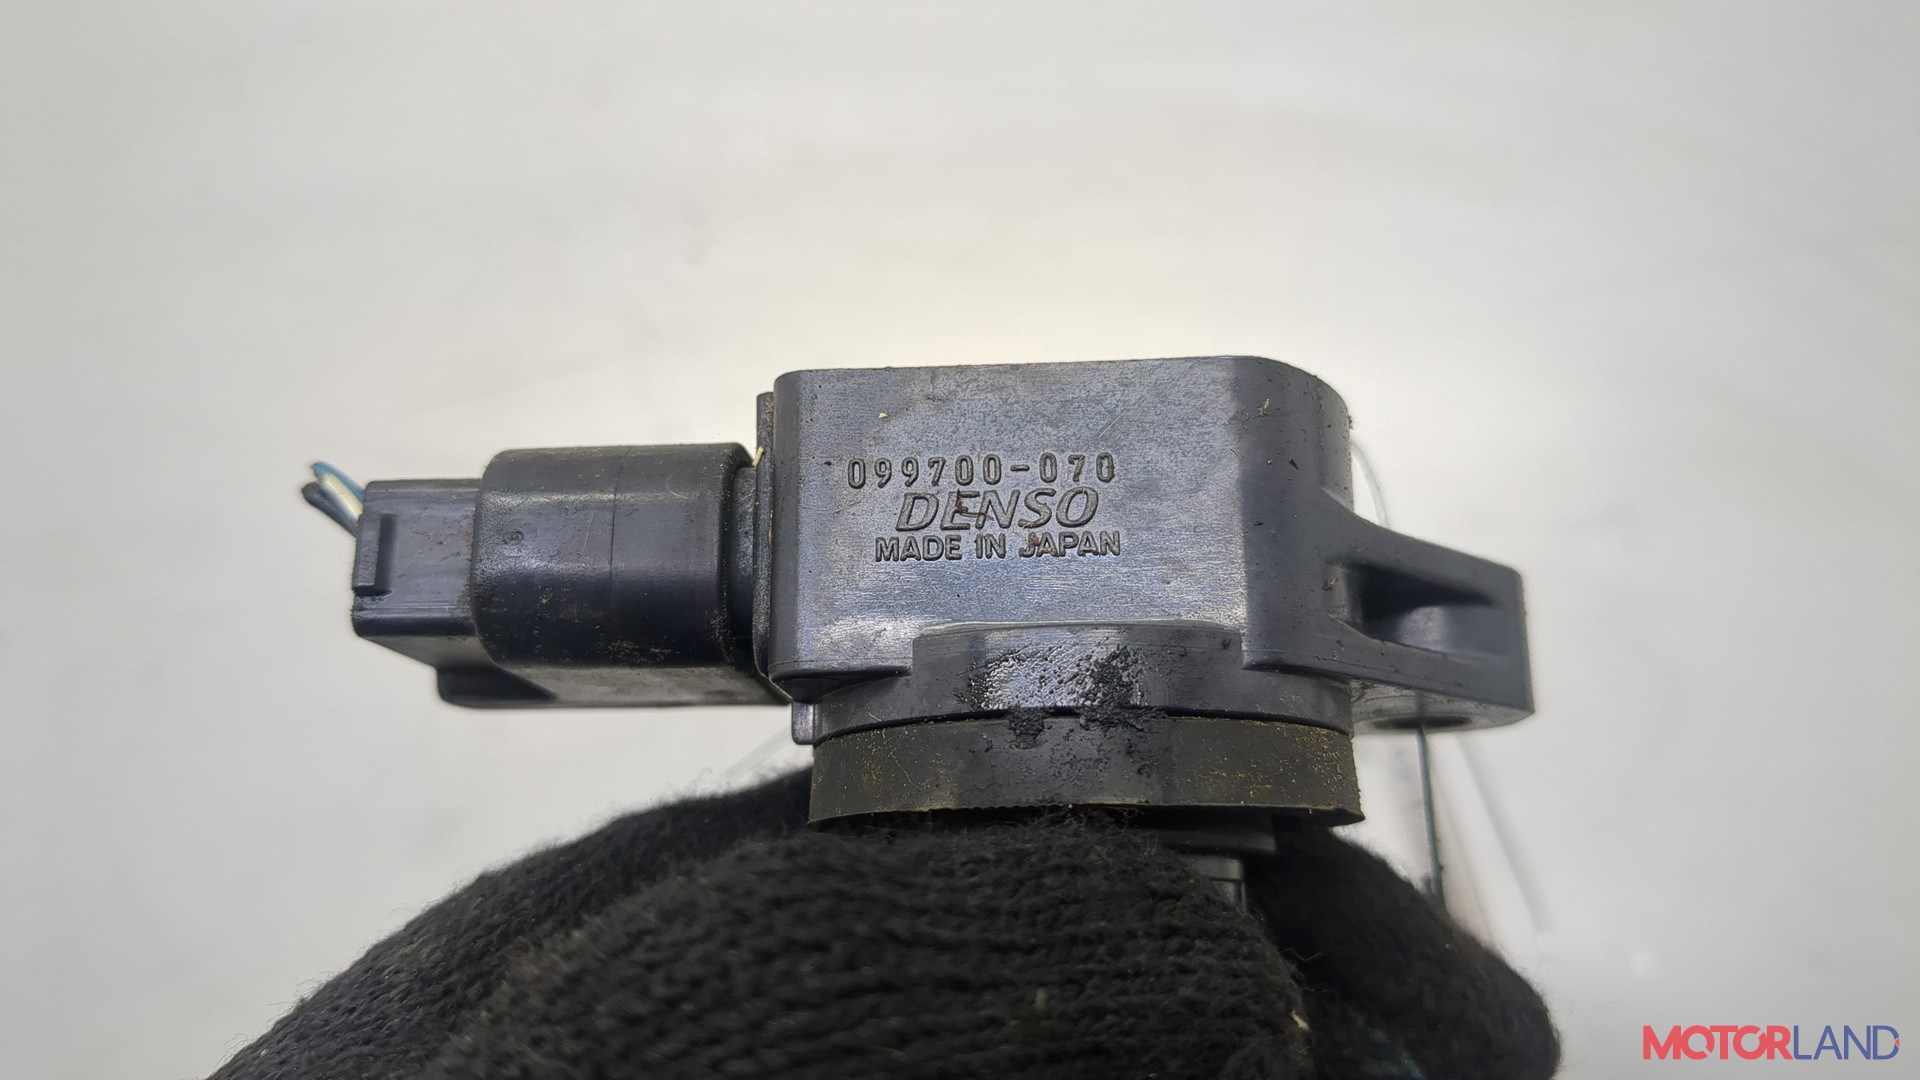 099700-070
DENSO
MADE IN JAPAN
MOTORLAND